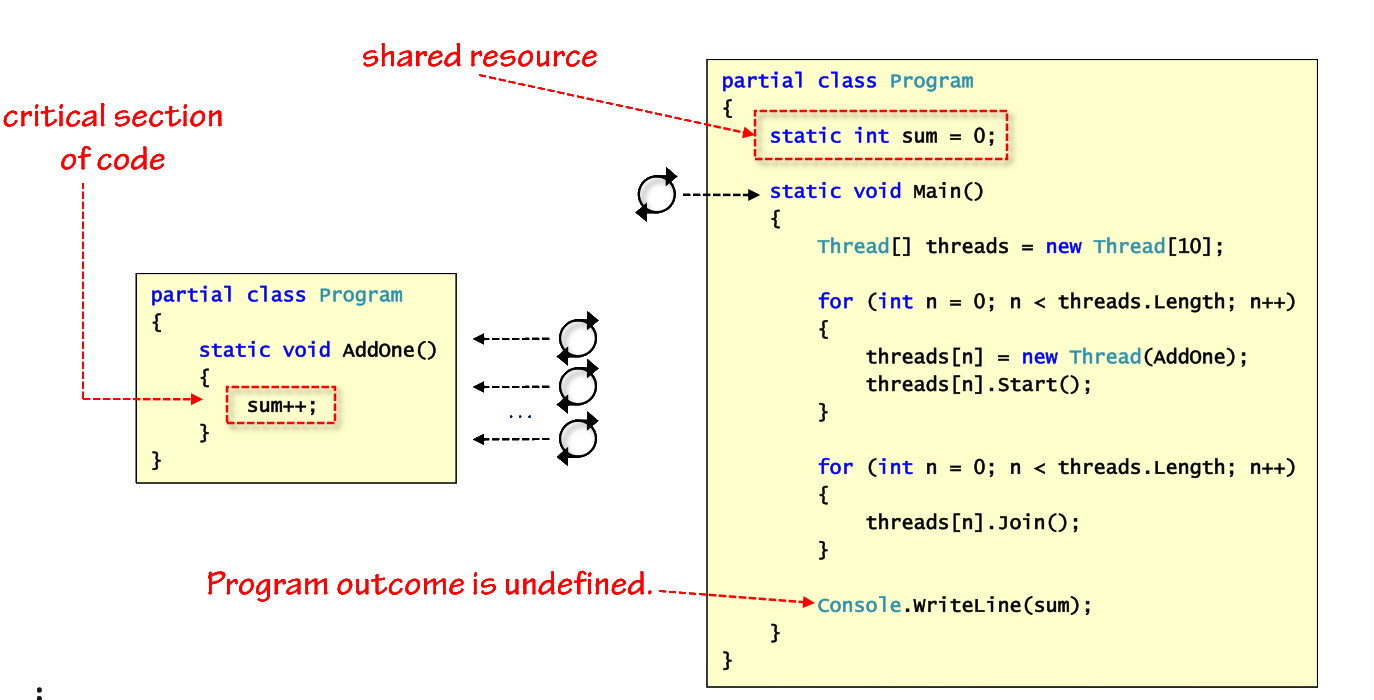 shared resource
critical section
of code
partial class Program
{
static void AddOne()
{
sum++;
}
}
...
partial class Program
{
static int sum = 0;
static void Main()
{
Thread[] threads = new Thread[10];
for (int n = 0; n < threads.Length; n++)
{
threads[n] = new Thread(AddOne);
threads[n].Start();
}
for (int n = 0; n < threads.Length; n++)
{
threads[n].Join();
}
Console.WriteLine(sum);
}
}
Program outcome is undefined.